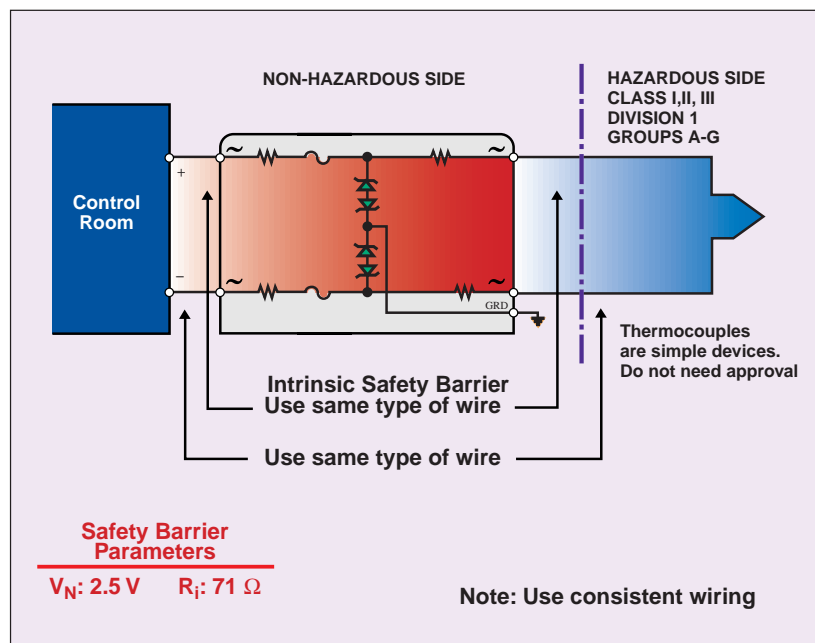 NON-HAZARDOUS SIDE
HAZARDOUS SIDE
CLASS I,II, III
DIVISION 1
GROUPS A-G
Control
Room
+
–
~
~
~
~
GRD
Thermocouples
are simple devices.
Do not need approval
Intrinsic Safety Barrier
Use same type of wire
Use same type of wire
Safety Barrier
Parameters
VN: 2.5 V Ri: 71 Ω
Note: Use consistent wiring